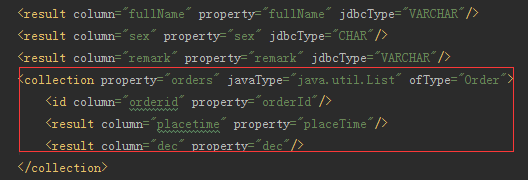 <result column="fullName" property="fullName" jdbcType="VARCHAR"/>
<result column="sex" property="sex" jdbcType="CHAR"/>
<result column="remark" property="remark" jdbcType="VARCHAR"/>
<collection property="orders" javaType="java.util.List" ofType="Order">
<id column="orderid" property="orderId"/>
<result column="placetime" property="placeTime"/>
<result column="dec" property="dec"/>
</collection>